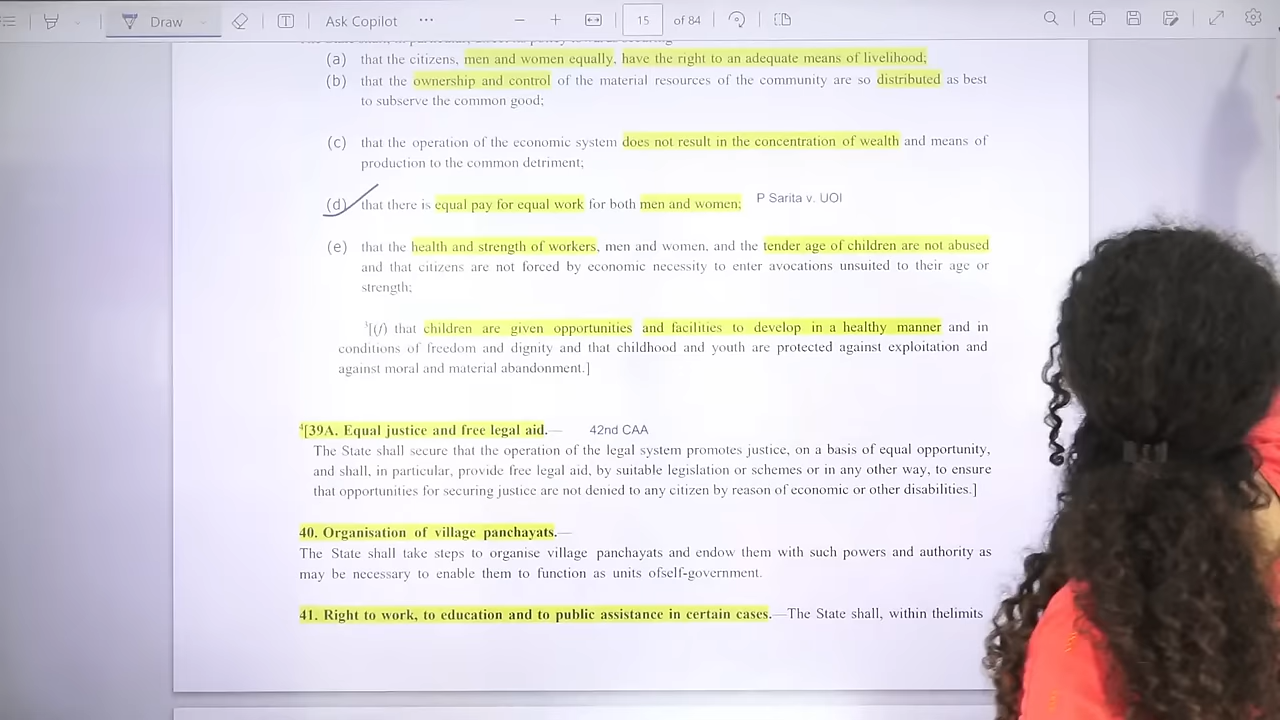 Draw
Ask Copilot
15 of 84
(a) that the citizens, men and women equally, have the right to an adequate means of livelihood;
(b) that the ownership and control of the material resources of the community are so distributed as best
to subserve the common good;
(c) that the operation of the economic system does not result in the concentration of wealth and means of
production to the common detriment;
(d) that there is equal pay for equal work for both men and women; P Sarita v. UOI
(e) that the health and strength of workers, men and women, and the tender age of children are not abused
and that citizens are not forced by economic necessity to enter avocations unsuited to their age or
strength;
3[(f) that children are given opportunities and facilities to develop in a healthy manner and in
conditions of freedom and dignity and that childhood and youth are protected against exploitation and
against moral and material abandonment.]
4[39A. Equal justice and free legal aid.— 42nd CAA
The State shall secure that the operation of the legal system promotes justice, on a basis of equal opportunity,
and shall, in particular, provide free legal aid, by suitable legislation or schemes or in any other way, to ensure
that opportunities for securing justice are not denied to any citizen by reason of economic or other disabilities.]
40. Organisation of village panchayats.—
The State shall take steps to organise village panchayats and endow them with such powers and authority as
may be necessary to enable them to function as units ofself-government.
41. Right to work, to education and to public assistance in certain cases.—The State shall, within thelimits